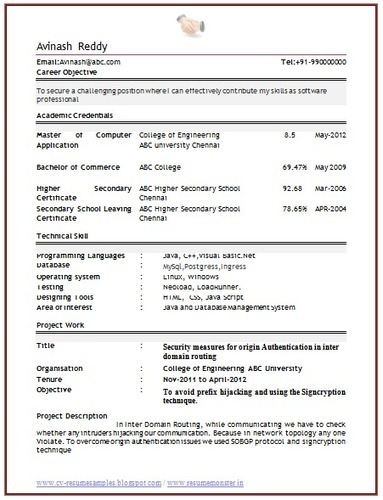 Avinash Reddy
Email:Avinash@abc.com Tel:+91-990000000
Career Objective
To secure a challenging position where I can effectively contribute my skills as software
professional
Academic Credentials
Master of Computer College of Engineering 8.5 May-2012
Application ABC university Chennai
Bachelor of Commerce ABC College 69.47% May 2009
Higher Secondary ABC Higher Secondary School 92.68 Mar-2006
Certificate Chennai
Secondary School Leaving ABC Higher Secondary School 78.65% APR-2004
Certificate Chennai
Technical Skill
Programming Languages : Java, C++,Visual Basic.Net
Database : MySql,Postgress,Ingress
Operating system : Linux, Windows
Testing : Neoload, LoadRunner.
Designing Tools : HTML, CSS, Java Script.
Area of Interest : Java and Database Management System
Project Work
Title : Security measures for origin Authentication in inter
domain routing
Organisation : College of Engineering ABC University
Tenure : Nov-2011 to April-2012
Objective : To avoid prefix hijacking and using the Signcryption
technique.
Project Description
In Inter Domain Routing, while communicating we have to check
whether any intruders hijacking our communication. Because in network topology any one
Violate. To overcome origin authentication issues we used SOBGP protocol and signcryption
technique
www.cv-resumesamples.blogspot.com / www.resumemonster.in